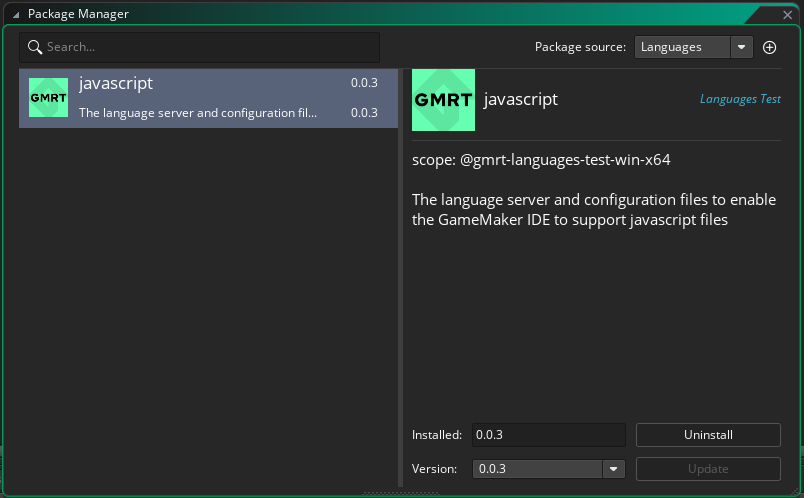 Package Manager
Search...
Package source: Languages
GMRT
javascript 0.0.3
The language server and configuration fil... 0.0.3
GMRT
javascript
Languages Test
scope: @gmrt-languages-test-win-x64
The language server and configuration files to enable
the GameMaker IDE to support javascript files
Installed: 0.0.3 Uninstall
Version: 0.0.3 Update